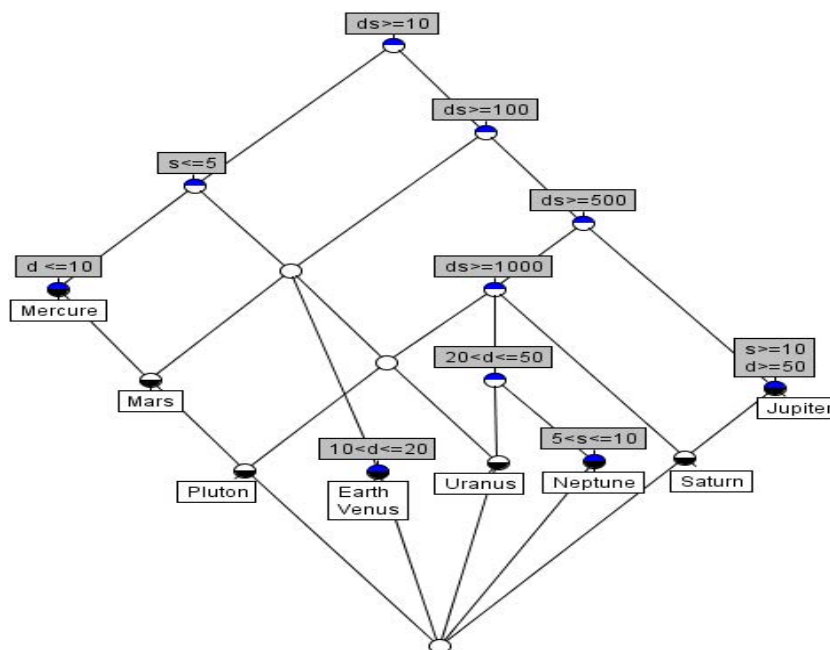 ds>=10
ds>=100
s<=5
ds>=500
d <=10
ds>=1000
Mercure
20<d<=50
s>=10
d>=50
Mars
Jupiter
10<d<=20
5<s<=10
Pluton
Earth
Venus
Uranus
Neptune
Saturn